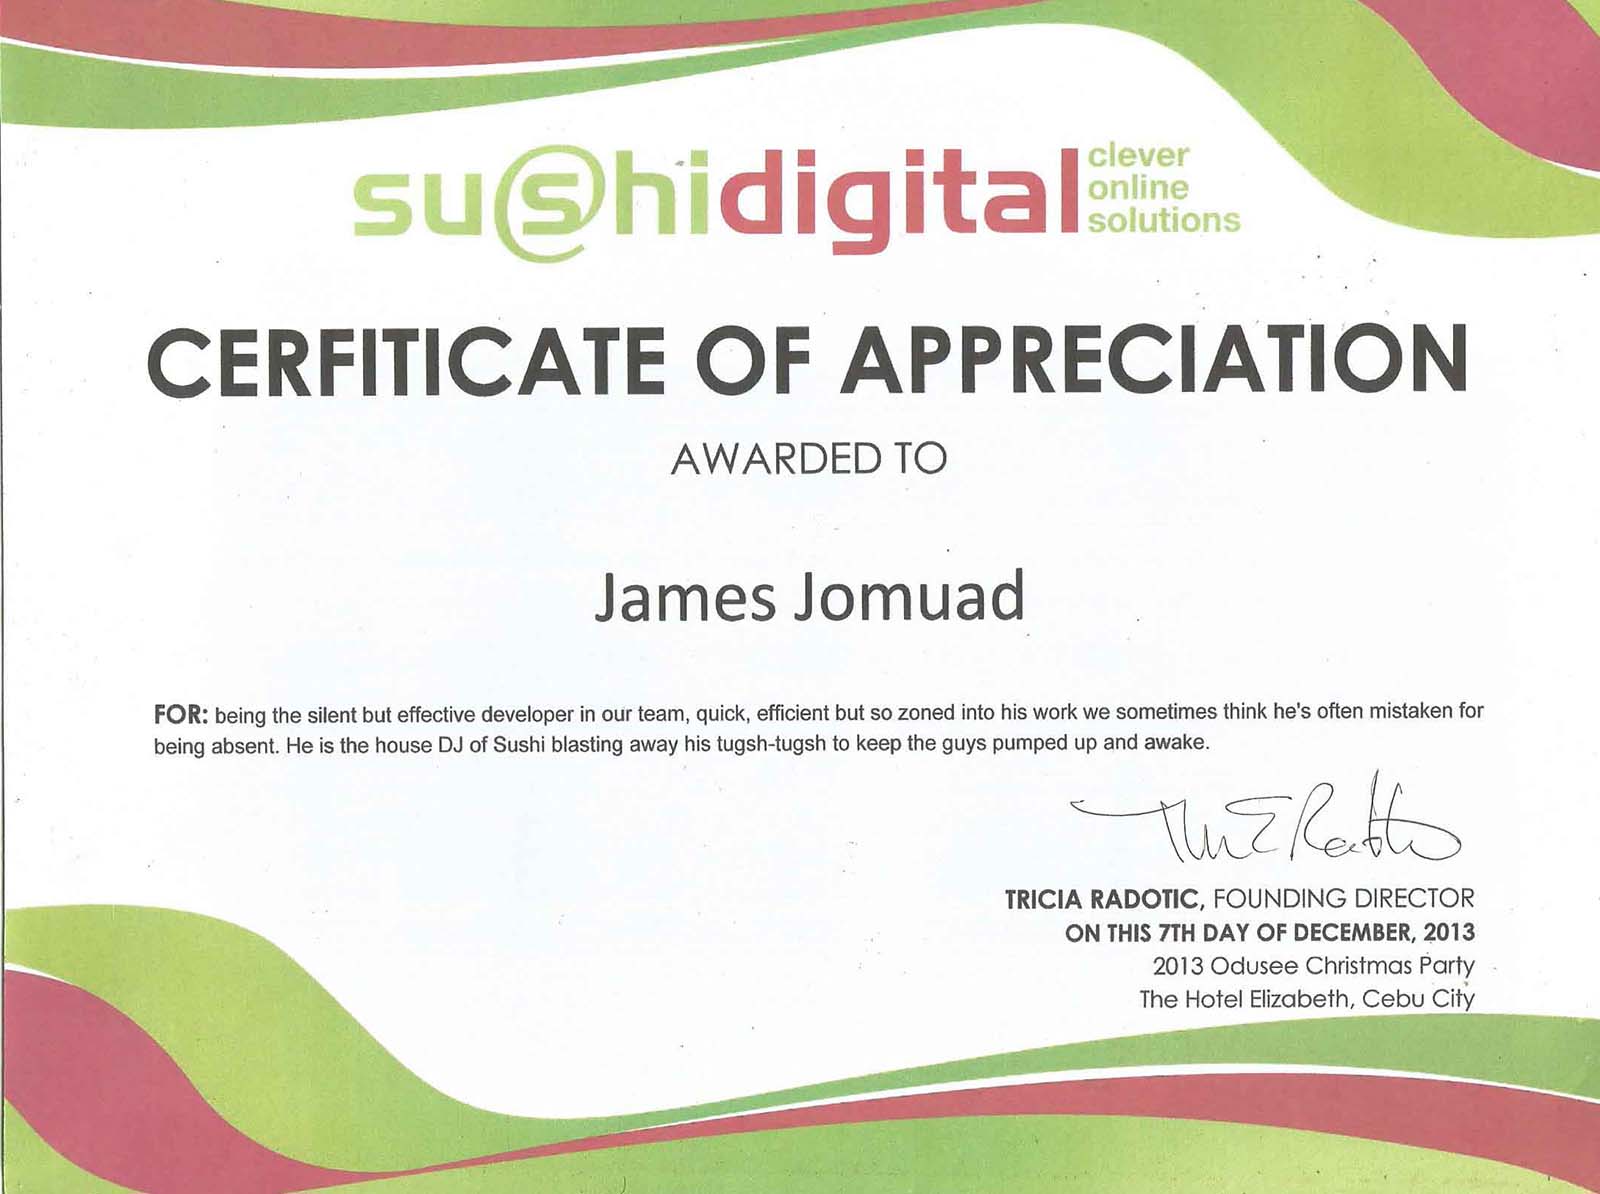 su@shidigital clever
online
solutions
CERFITICATE OF APPRECIATION
AWARDED TO
James Jomuad
FOR: being the silent but effective developer in our team, quick, efficient but so zoned into his work we sometimes think he's often mistaken for
being absent. He is the house DJ of Sushi blasting away his tugsh-tugsh to keep the guys pumped up and awake.
TRICIA RADOTIC, FOUNDING DIRECTOR
ON THIS 7TH DAY OF DECEMBER, 2013
2013 Odusee Christmas Party
The Hotel Elizabeth, Cebu City